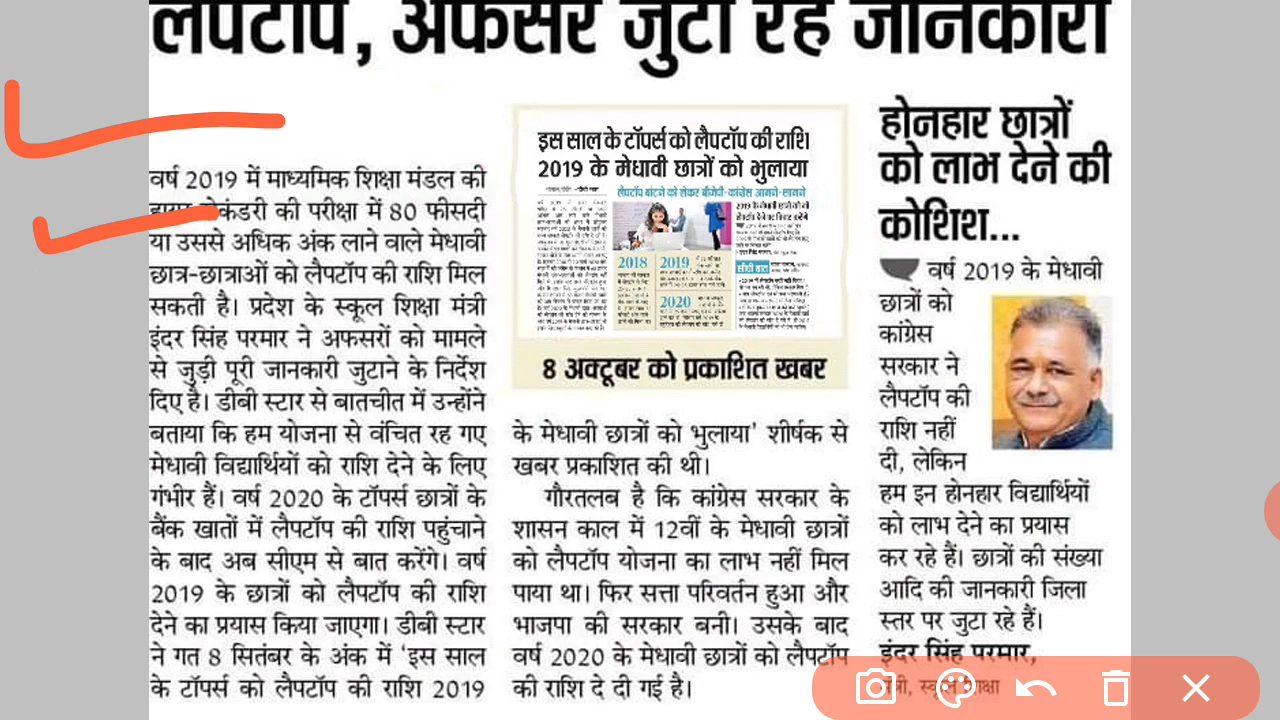 लैपटॉप, अफसर जुटा रहे जानकारी
वर्ष 2019 में माध्यमिक शिक्षा मंडल की
की परीक्षा में 80 फीसदी
या उससे अधिक अंक लाने वाले मेधावी
छात्र-छात्राओं को लैपटॉप की राशि मिल
सकती है। प्रदेश के स्कूल शिक्षा मंत्री
इंदर सिंह परमार ने अफसरों को मामले
से जुड़ी पूरी जानकारी जुटाने के निर्देश
दिए है। डीबी स्टार से बातचीत में उन्होंने
बताया कि हम योजना से वंचित रह गए
मेधावी विद्यार्थियों को राशि देने के लिए
गंभीर हैं। वर्ष 2020 के टॉपर्स छात्रों के
बैंक खातों में लैपटॉप की राशि पहुंचाने
के बाद अब सीएम से बात करेंगे। वर्ष
2019 के छात्रों को लैपटॉप की राशि
देने का प्रयास किया जाएगा। डीबी स्टार
ने गत 8 सितंबर के अंक में ‘इस साल
के टॉपर्स को लैपटॉप की राशि 2019
इस साल के टॉपर्स को लैपटॉप की राशि
2019 के मेधावी छात्रों को भुलाया
लैपटॉप बांटने को लेकर बीजेपी-कांग्रेस आमने-सामने
2018
2019
2020
8 अक्टूबर को प्रकाशित खबर
के मेधावी छात्रों को भुलाया’ शीर्षक से
खबर प्रकाशित की थी।
गौरतलब है कि कांग्रेस सरकार के
शासन काल में 12वीं के मेधावी छात्रों
को लैपटॉप योजना का लाभ नहीं मिल
पाया था। फिर सत्ता परिवर्तन हुआ और
भाजपा की सरकार बनी। उसके बाद
वर्ष 2020 के मेधावी छात्रों को लैपटॉप
की राशि दे दी गई है।
होनहार छात्रों
को लाभ देने की
कोशिश...
वर्ष 2019 के मेधावी
छात्रों को
कांग्रेस
सरकार ने
लैपटॉप की
राशि नहीं
दी, लेकिन
हम इन होनहार विद्यार्थियों
को लाभ देने का प्रयास
कर रहे हैं। छात्रों की संख्या
आदि की जानकारी जिला
स्तर पर जुटा रहे हैं।
इंदर सिंह परमार,